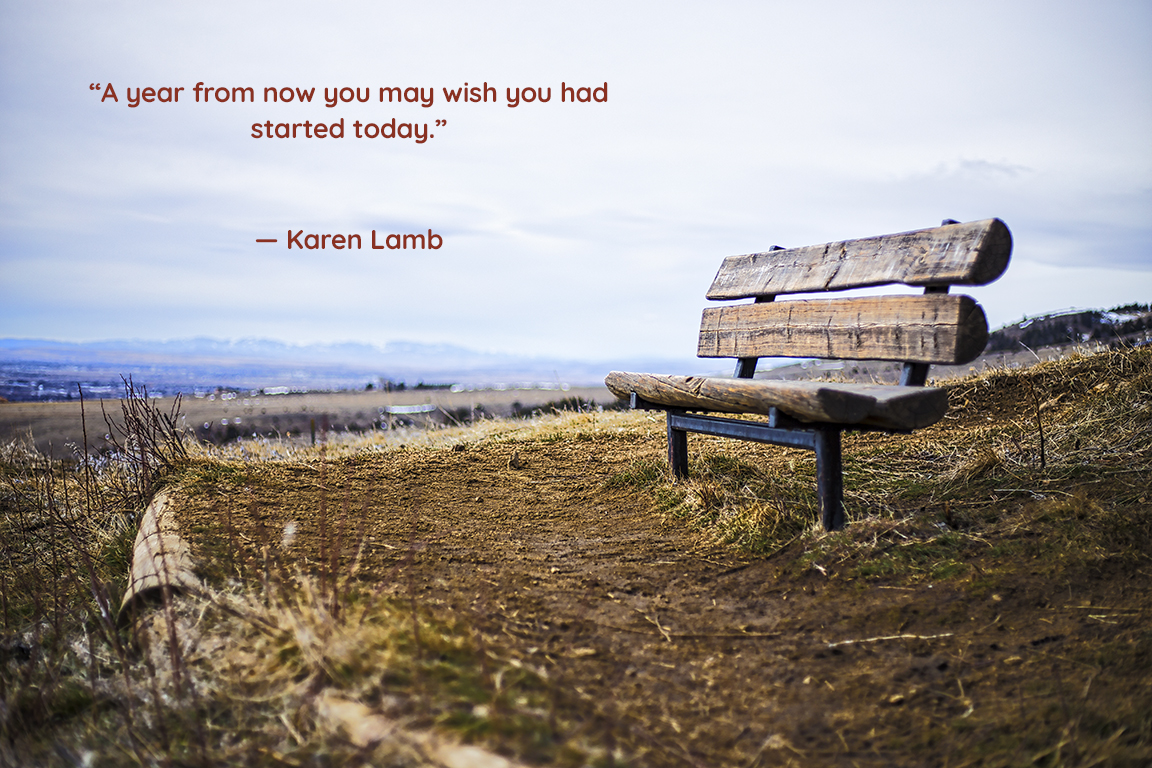 “A year from now you may wish you had
started today.”
— Karen Lamb